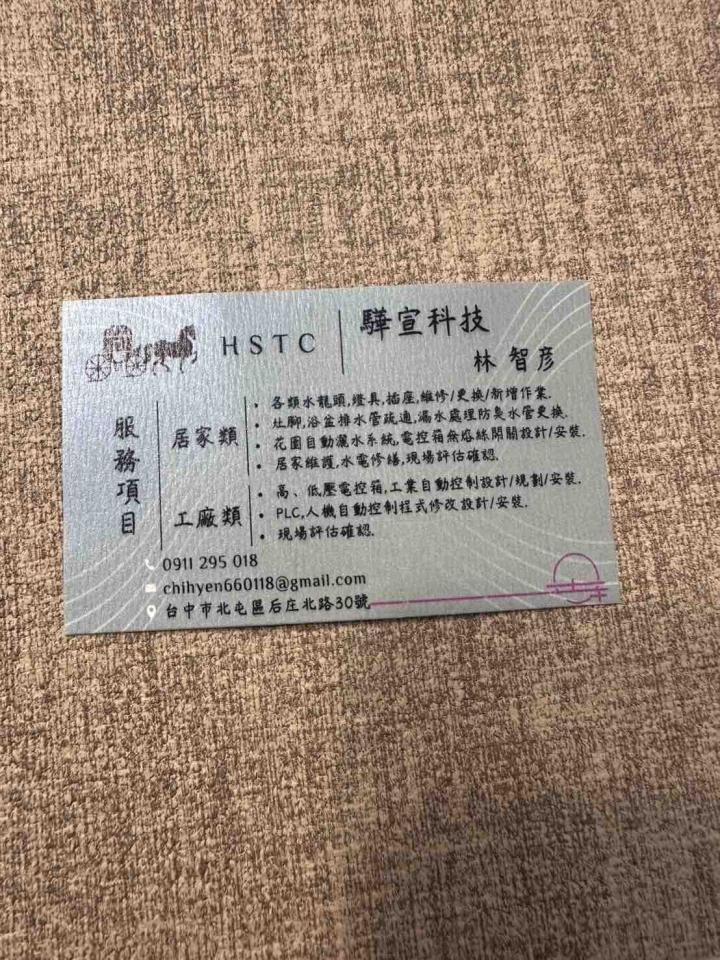 HSTC
驊宣科技
林 智彥
服務項目
居家類
• 各類水龍頭,燈具,插座,維修/更換/新增作業.
• 灶腳,浴盆排水管疏通,漏水處理防臭水管更換.
• 花園自動灑水系統,電控箱無熔絲開關設計/安裝.
• 居家維護,水電修繕,現場評估確認.
工廠類
• 高、低壓電控箱,工業自動控制設計/規劃/安裝.
• PLC,人機自動控制程式修改設計/安裝.
• 現場評估確認.
0911 295 018
chihyen660118@gmail.com
台中市北屯區后庄北路30號